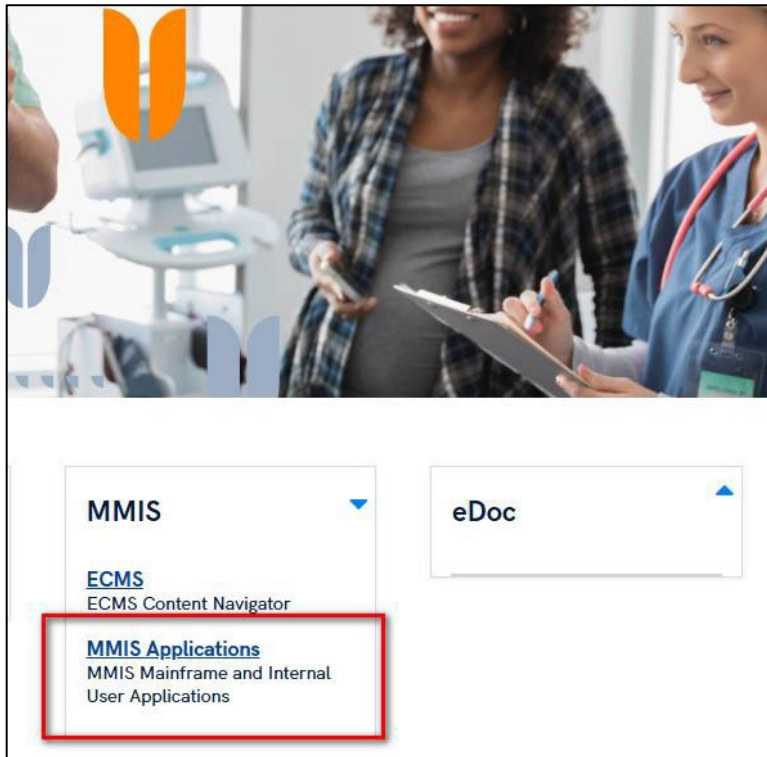 MMIS
ECMS
ECMS Content Navigator
MMIS Applications
MMIS Mainframe and Internal
User Applications
eDoc